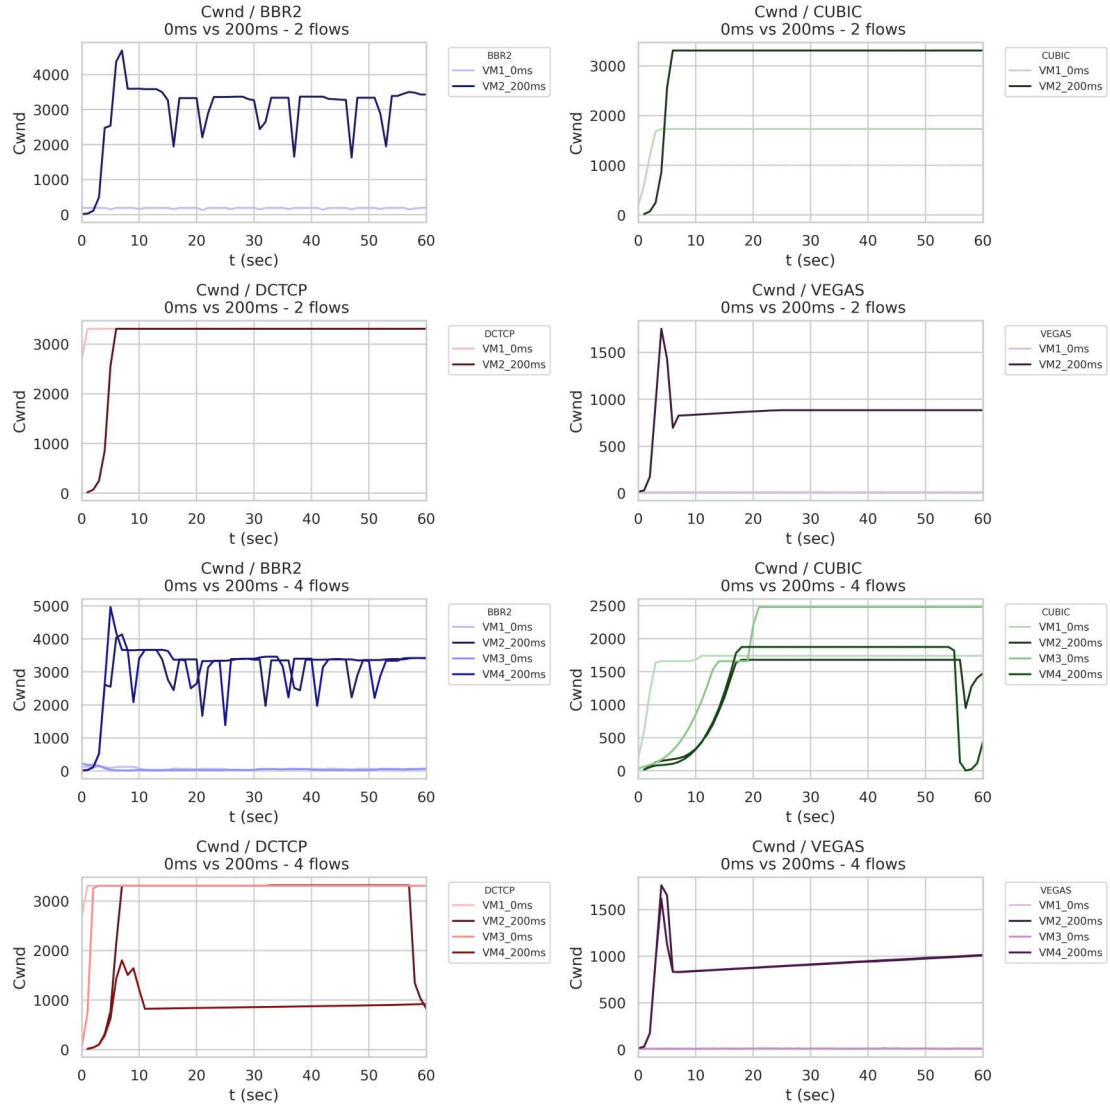 Cwnd / BBR2
0ms vs 200ms - 2 flows
Cwnd
4000
3000
2000
1000
0
0 10 20 30 40 50 60
t (sec)
BBR2
VM1_0ms
VM2_200ms
Cwnd / CUBIC
0ms vs 200ms - 2 flows
Cwnd
3000
2000
1000
0
0 10 20 30 40 50 60
t (sec)
CUBIC
VM1_0ms
VM2_200ms
Cwnd / DCTCP
0ms vs 200ms - 2 flows
Cwnd
3000
2000
1000
0
0 10 20 30 40 50 60
t (sec)
DCTCP
VM1_0ms
VM2_200ms
Cwnd / VEGAS
0ms vs 200ms - 2 flows
Cwnd
1500
1000
500
0
0 10 20 30 40 50 60
t (sec)
VEGAS
VM1_0ms
VM2_200ms
Cwnd / BBR2
0ms vs 200ms - 4 flows
Cwnd
5000
4000
3000
2000
1000
0
0 10 20 30 40 50 60
t (sec)
BBR2
VM1_0ms
VM2_200ms
VM3_0ms
VM4_200ms
Cwnd / CUBIC
0ms vs 200ms - 4 flows
Cwnd
2500
2000
1500
1000
500
0
0 10 20 30 40 50 60
t (sec)
CUBIC
VM1_0ms
VM2_200ms
VM3_0ms
VM4_200ms
Cwnd / DCTCP
0ms vs 200ms - 4 flows
Cwnd
3000
2000
1000
0
0 10 20 30 40 50 60
t (sec)
DCTCP
VM1_0ms
VM2_200ms
VM3_0ms
VM4_200ms
Cwnd / VEGAS
0ms vs 200ms - 4 flows
Cwnd
1500
1000
500
0
0 10 20 30 40 50 60
t (sec)
VEGAS
VM1_0ms
VM2_200ms
VM3_0ms
VM4_200ms